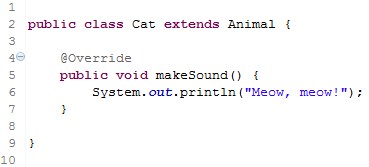 1
2 public class Cat extends Animal {
3
4 @Override
5 public void makeSound() {
6 System.out.println("Meow, meow!");
7 }
8
9 }
10